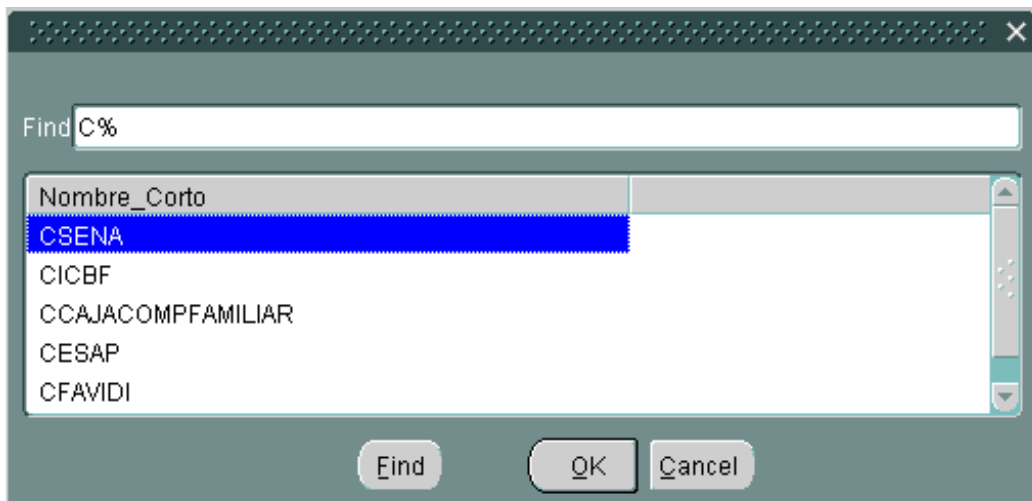 Find C%
Nombre_Corto
CSENA
CICBF
CCAJACOMPFAMILIAR
CESAP
CFAVIDI
Find OK Cancel